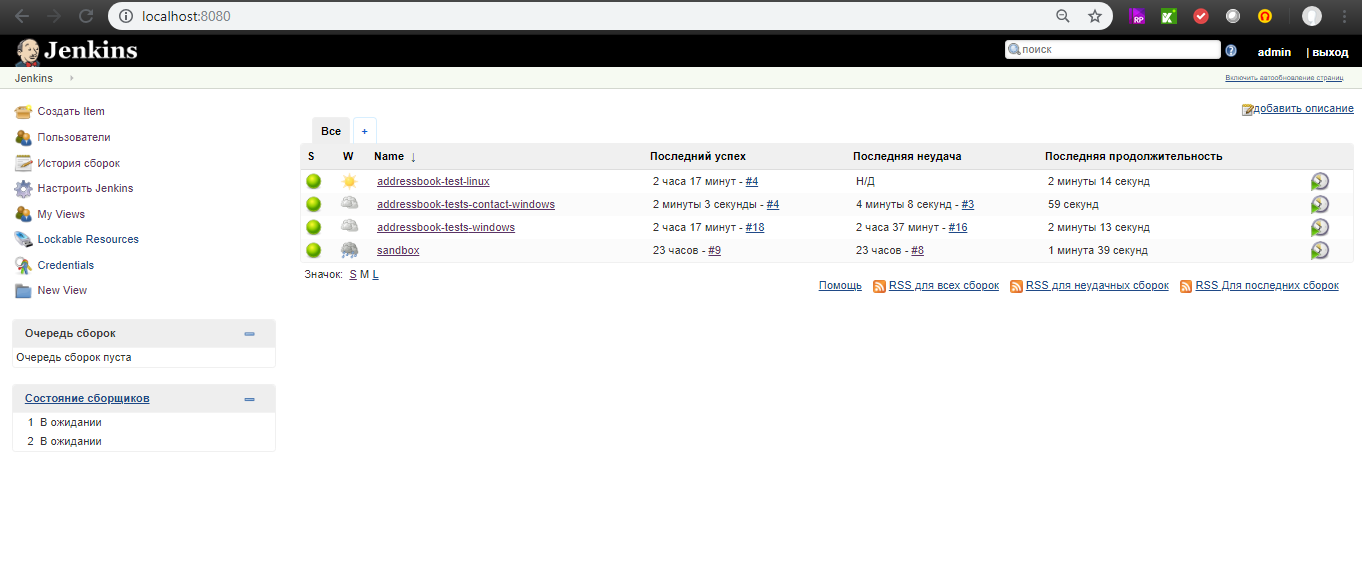 localhost:8080
RP
Jenkins
поиск
admin | выход
Jenkins
Включить автообновление страниц
добавить описание
Создать Item
Пользователи
История сборок
Настроить Jenkins
My Views
Lockable Resources
Credentials
New View
Очередь сборок
Очередь сборок пуста
Состояние сборщиков
1 В ожидании
2 В ожидании
Все +
S W Name ↓ Последний успех Последняя неудача Последняя продолжительность
addressbook-test-linux 2 часа 17 минут - #4 Н/Д 2 минуты 14 секунд
addressbook-tests-contact-windows 2 минуты 3 секунды - #4 4 минуты 8 секунд - #3 59 секунд
addressbook-tests-windows 2 часа 17 минут - #18 2 часа 37 минут - #16 2 минуты 13 секунд
sandbox 23 часов - #9 23 часов - #8 1 минута 39 секунд
Значок: S M L
Помощь RSS для всех сборок RSS для неудачных сборок RSS Для последних сборок